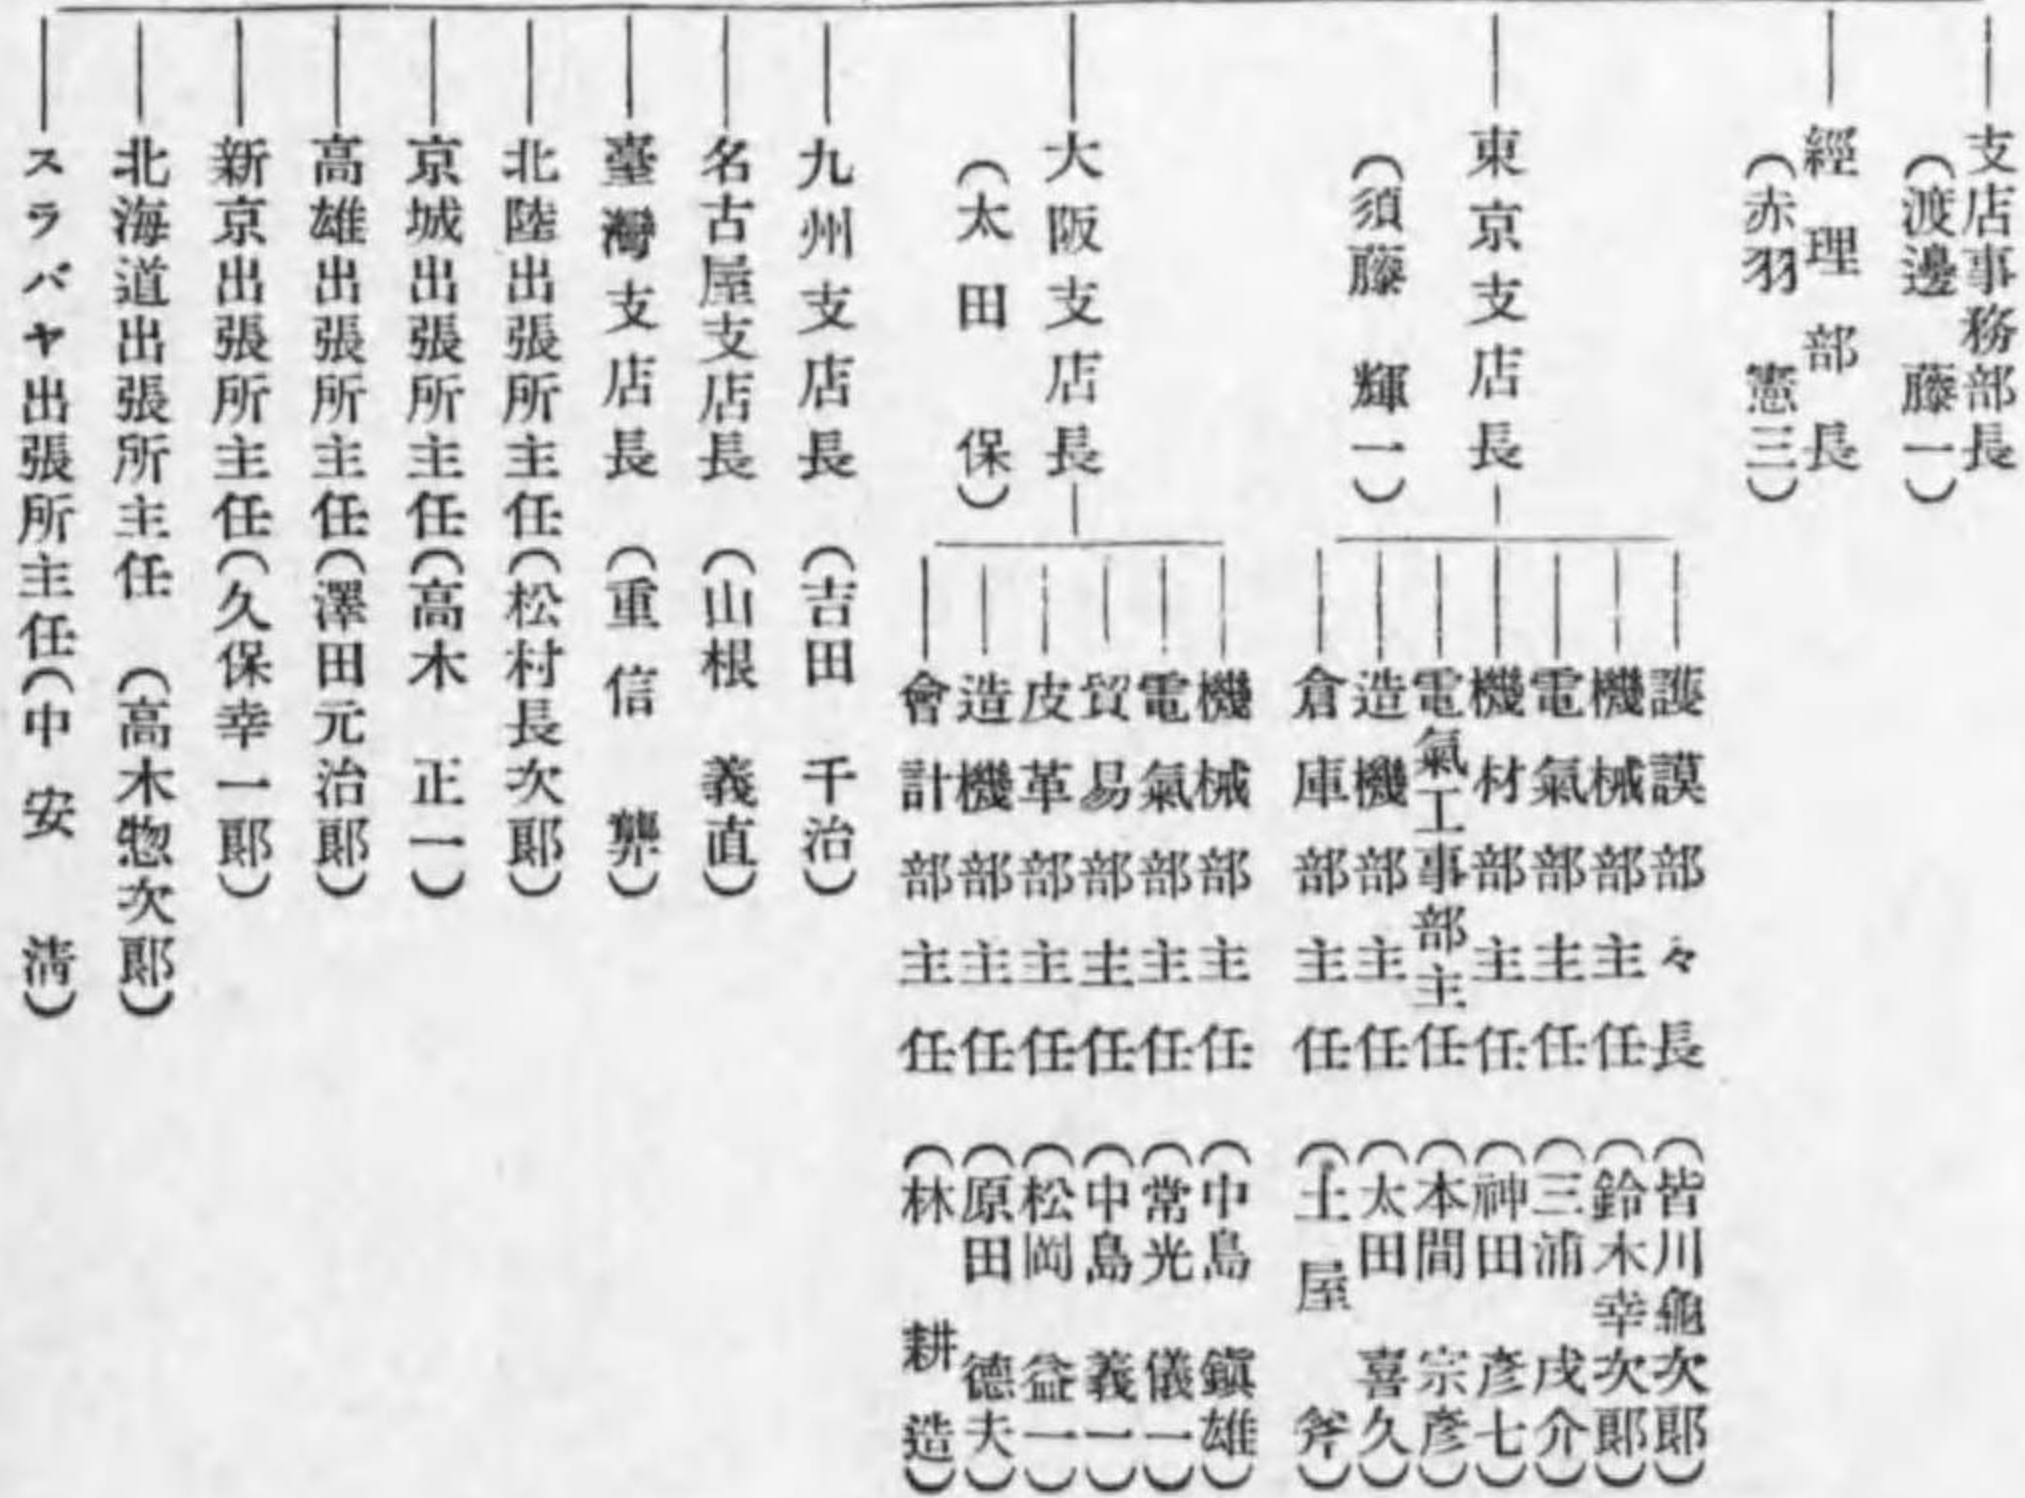 支店事務部長
(渡邊 藤一)
經理部長
(赤羽 憲三)
東京支店長
(須藤 輝一)
護謨部々長 (皆川龜次郎)
機械部主任 (鈴木幸次郎)
電氣部主任 (三浦 戌介)
機材部主任 (神田 彦七)
電氣工事部主任 (本間 宗彦)
造機部主任 (太田 喜久)
倉庫部主任 (土屋 斧)
大阪支店長
(太田 保)
機械部主任 (中島 鎭雄)
電氣部主任 (常光 儀一)
貿易部主任 (中島 義一)
皮革部主任 (松岡 益一)
造機部主任 (原田 德夫)
會計部主任 (林 耕造)
九州支店長 (吉田 千治)
名古屋支店長 (山根 義直)
臺灣支店長 (重信 )
北陸出張所主任(松村長次郎)
京城出張所主任(高木 正一)
高雄出張所主任(澤田元治郎)
新京出張所主任(久保幸一郎)
北海道出張所主任 (高木惣次郎)
スラバヤ出張所主任(中安 淸)